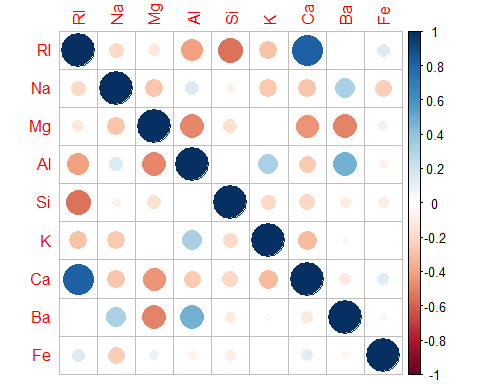 RI Na Mg Al Si K Ca Ba Fe
RI
Na
Mg
Al
Si
K
Ca
Ba
Fe
1
0.8
0.6
0.4
0.2
0
-0.2
-0.4
-0.6
-0.8
-1